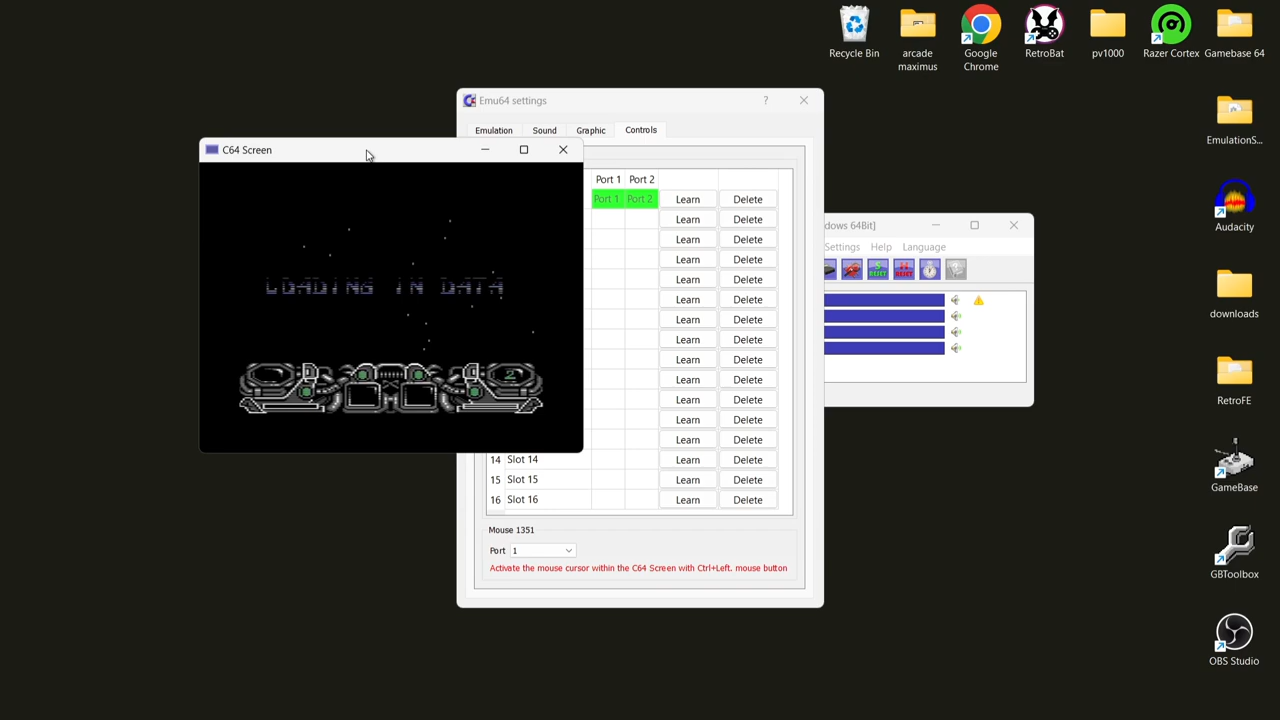 Recycle Bin
arcade
maximus
Google
Chrome
RetroBat
pv1000
Razer Cortex
Gamebase 64
EmulationS...
Audacity
downloads
RetroFE
GameBase
GBToolbox
OBS Studio
Emu64 settings
?
Emulation
Sound
Graphic
Controls
Port 1
Port 2
Port 1
Port 2
Learn
Delete
Learn
Delete
Learn
Delete
Learn
Delete
Learn
Delete
Learn
Delete
Learn
Delete
Learn
Delete
Learn
Delete
Learn
Delete
Learn
Delete
Learn
Delete
Learn
Delete
14 Slot 14
Learn
Delete
15 Slot 15
Learn
Delete
16 Slot 16
Learn
Delete
Mouse 1351
Port 1
Activate the mouse cursor within the C64 Screen with Ctrl+Left. mouse button
C64 Screen
LOADING IN DATA
2
dows 64Bit]
Settings
Help
Language
RESET
RESET